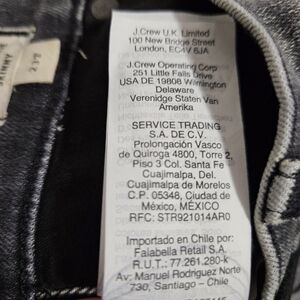 J.Crew U.K. Limited
100 New Bridge Street
London, EC4V 6JA
J.Crew Operating Corp
251 Little Falls Drive
USA DE 19808 Wilmington
Delaware
Verenidge Staten Van
Amerika
SERVICE TRADING
S.A. DE C.V.
Prolongación Vasco
de Quiroga 4800, Torre 2,
Piso 3 Col. Santa Fe
Cuajimalpa, Del.
Cuajimalpa de Morelos
C.P. 05348, Ciudad de
México, MÉXICO
RFC: STR921014AR0
Importado en Chile por:
Falabella Retail S.A.
R.U.T.: 77.261.280-k
Av: Manuel Rodriguez Norte
730, Santiago - Chile